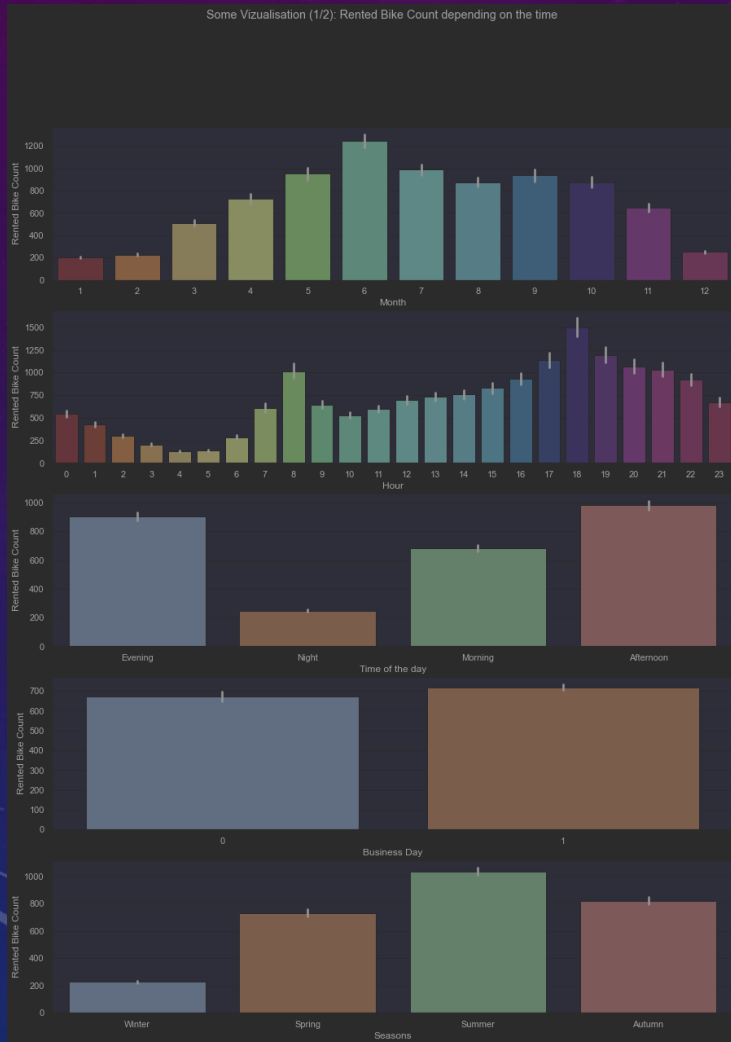 Some Vizualisation (1/2): Rented Bike Count depending on the time
Rented Bike Count
1200
1000
800
600
400
200
0
1 2 3 4 5 6 7 8 9 10 11 12
Month
Rented Bike Count
1500
1250
1000
750
500
250
0
0 1 2 3 4 5 6 7 8 9 10 11 12 13 14 15 16 17 18 19 20 21 22 23
Hour
Rented Bike Count
1000
800
600
400
200
0
Evening Night Morning Afternoon
Time of the day
Rented Bike Count
700
600
500
400
300
200
100
0
0 1
Business Day
Rented Bike Count
1000
800
600
400
200
0
Winter Spring Summer Autumn
Seasons